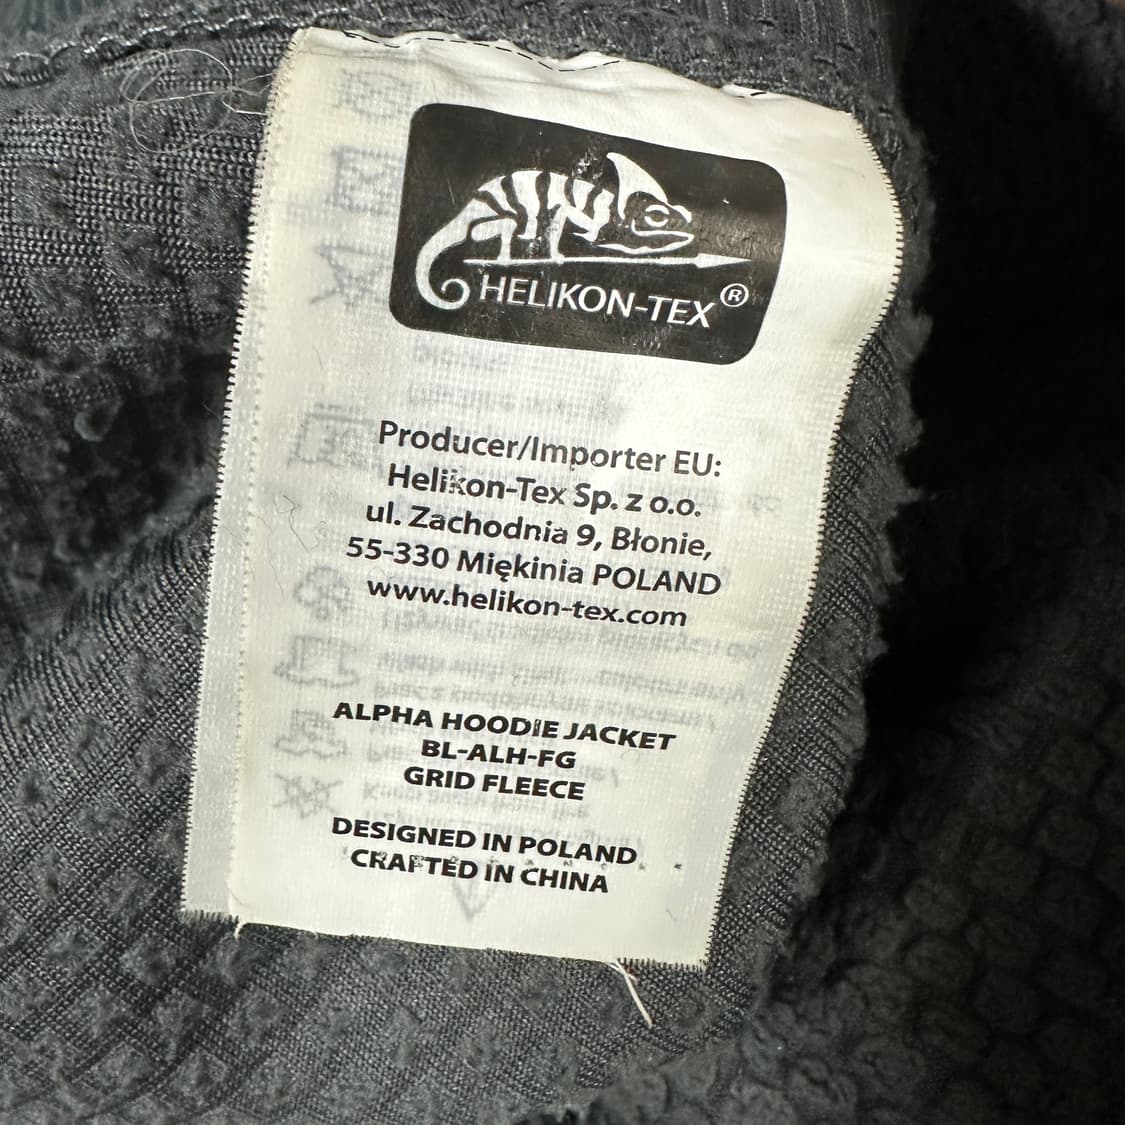 HELIKON-TEX®
Producer/Importer EU:
Helikon-Tex Sp. z o.o.
ul. Zachodnia 9, Błonie,
55-330 Miękinia POLAND
www.helikon-tex.com
ALPHA HOODIE JACKET
BL-ALH-FG
GRID FLEECE
DESIGNED IN POLAND
CRAFTED IN CHINA